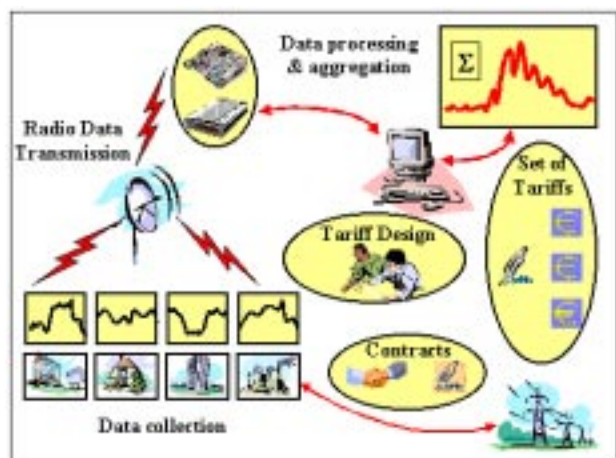 Data processing
& aggregation
Σ
Radio Data
Transmission
Set of
Tariffs
Tariff Design
Contracts
Data collection